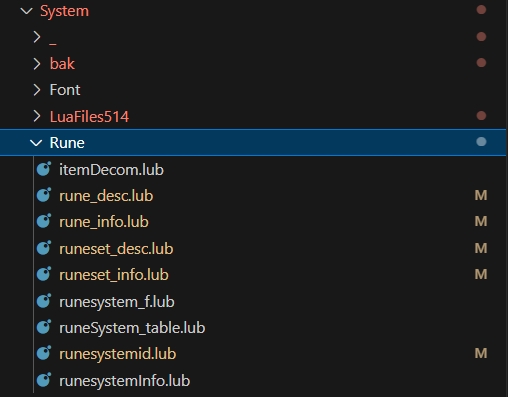 System
_
bak
Font
LuaFiles514
Rune
itemDecom.lub
rune_desc.lub M
rune_info.lub M
runeset_desc.lub M
runeset_info.lub M
runesystem_f.lub
runeSystem_table.lub
runesystemid.lub M
runesystemInfo.lub